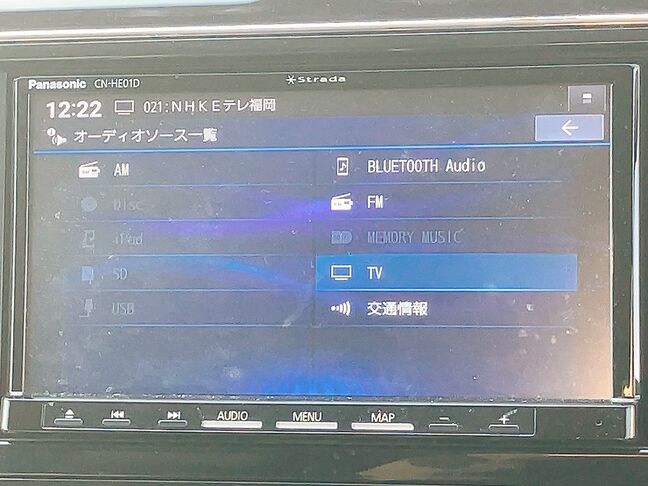 Panasonic CN-HE01D
Strada
12:22 021:NHKEテレ福岡
オーディオソース一覧
AM
BLUETOOTH Audio
Disc
FM
iPod
MEMORY MUSIC
SD
TV
USB
交通情報
AUDIO MENU MAP